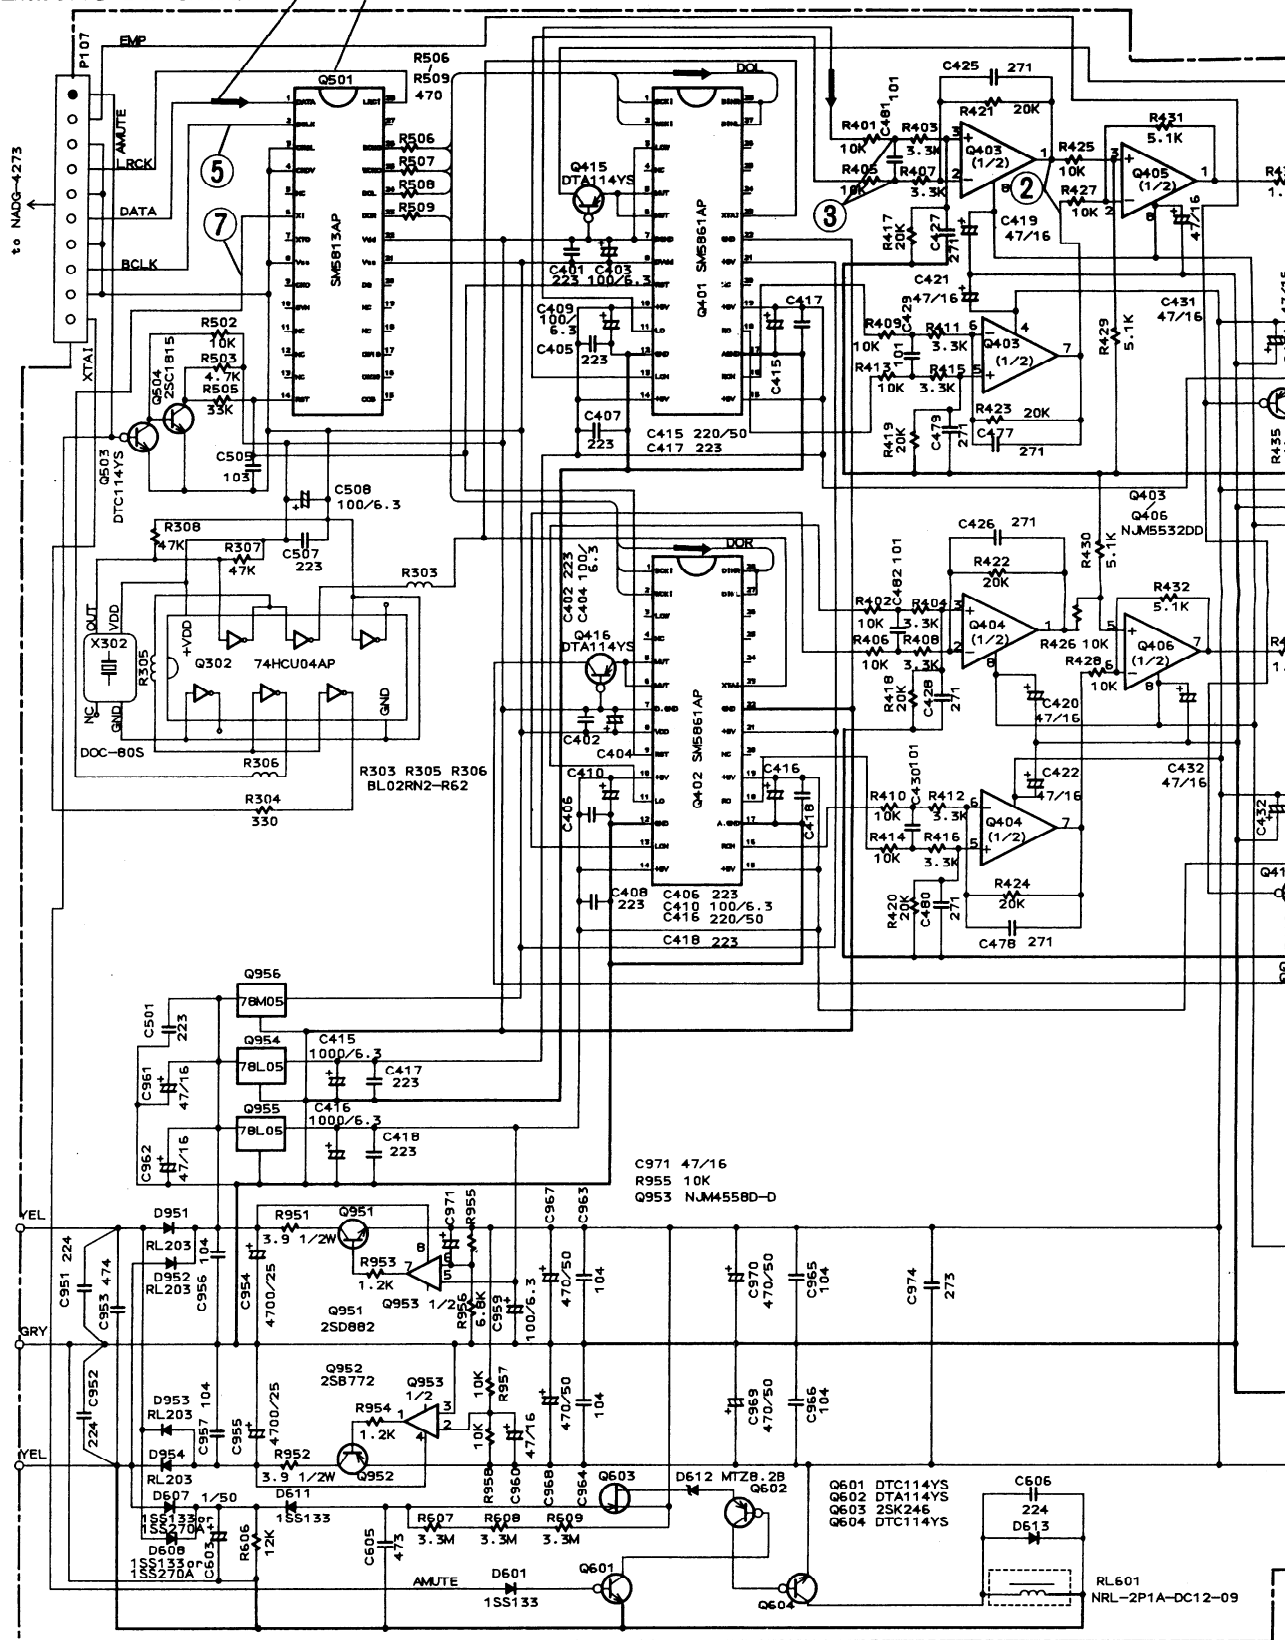 P107
EMP
AMUTE
LRCK
DATA
BCLK
XTAI
to NADG-4273
5
7
Q501
SM5813AP
R506
R509
470
R506
R507
R508
R509
R502
10K
R503
4.7K
R505
33K
Q504
2SC1815
Q503
DTC114YS
C505
103
C508
100/6.3
C507
223
R308
47K
R307
47K
R303
OUT
VDD
X302
NC
GND
DOC-80S
R305
+VDD
Q302
74HCU04AP
GND
R306
R304
330
R303 R305 R306
BL02RN2-R62
DOL
Q415
DTA114YS
Q401 SM5861AP
C401
223
C403
100/6.3
C409
100/
6.3
C405
223
C407
223
C415
C417
C415 220/50
C417 223
DOR
C402 223
C404 100/
6.3
Q416
DTA114YS
Q402 SM5861AP
C402
C404
C410
C406
C408
223
C416
C418
C406 223
C410 100/6.3
C416 220/50
C418 223
C425 271
R421
20K
C481 101
R401
10K
R403
3.3K
R405
10K
R407
3.3K
Q403
(1/2)
3
2
R425
10K
R427
10K
R431
5.1K
Q405
(1/2)
47/16
R417
20K
C427
271
C419
47/16
C421
47/16
C429
101
R409
10K
R411
3.3K
R413
10K
R415
3.3K
Q403
(1/2)
R423 20K
R419
20K
C479
271
C477
271
R429
5.1K
C431
47/16
R435
Q403
Q406
NJM5532DD
C426 271
R422
20K
C482 101
R402
10K
R404
3.3K
R406
10K
R408
3.3K
Q404
(1/2)
R426 10K
R428
10K
R430
5.1K
R432
5.1K
Q406
(1/2)
R418
20K
C428
271
C420
47/16
C422
47/16
C432
47/16
C432
C430 101
R410
10K
R412
3.3K
R414
10K
R416
3.3K
Q404
(1/2)
R424
20K
R420
20K
C480
271
C478 271
Q956
78M05
C501
223
Q954
78L05
C961
47/16
C415
1000/6.3
C417
223
Q955
78L05
C962
47/16
C416
1000/6.3
C418
223
C971 47/16
R955 10K
Q953 NJM4558D-D
YEL
GRY
YEL
C951 224
C953 474
D951
RL203
D952
RL203
C956 104
C954 4700/25
R951
3.9 1/2W
Q951
R953
1.2K
Q953 1/2
C971
R955
R956
6.8K
C959
100/6.3
Q951
2SD882
C967
470/50
C963
104
C970
470/50
C965
104
C974
273
C952
224
D953
RL203
D954
RL203
C957 104
C955 4700/25
Q952
2SB772
Q953
1/2
R954
1.2K
R952
3.9 1/2W
Q952
10K
R957
10K
R958
C960
47/16
C968
470/50
C964
104
C969
470/50
C966
104
D607
1SS133or
1SS270A
D608
1SS133or
1SS270A
1/50
C603
R606
12K
D611
1SS133
C605
473
R607
3.3M
R608
3.3M
R609
3.3M
Q603
D612 MTZ8.2B
Q602
AMUTE
D601
1SS133
Q601
Q604
Q601 DTC114YS
Q602 DTA114YS
Q603 2SK246
Q604 DTC114YS
C606
224
D613
RL601
NRL-2P1A-DC12-09